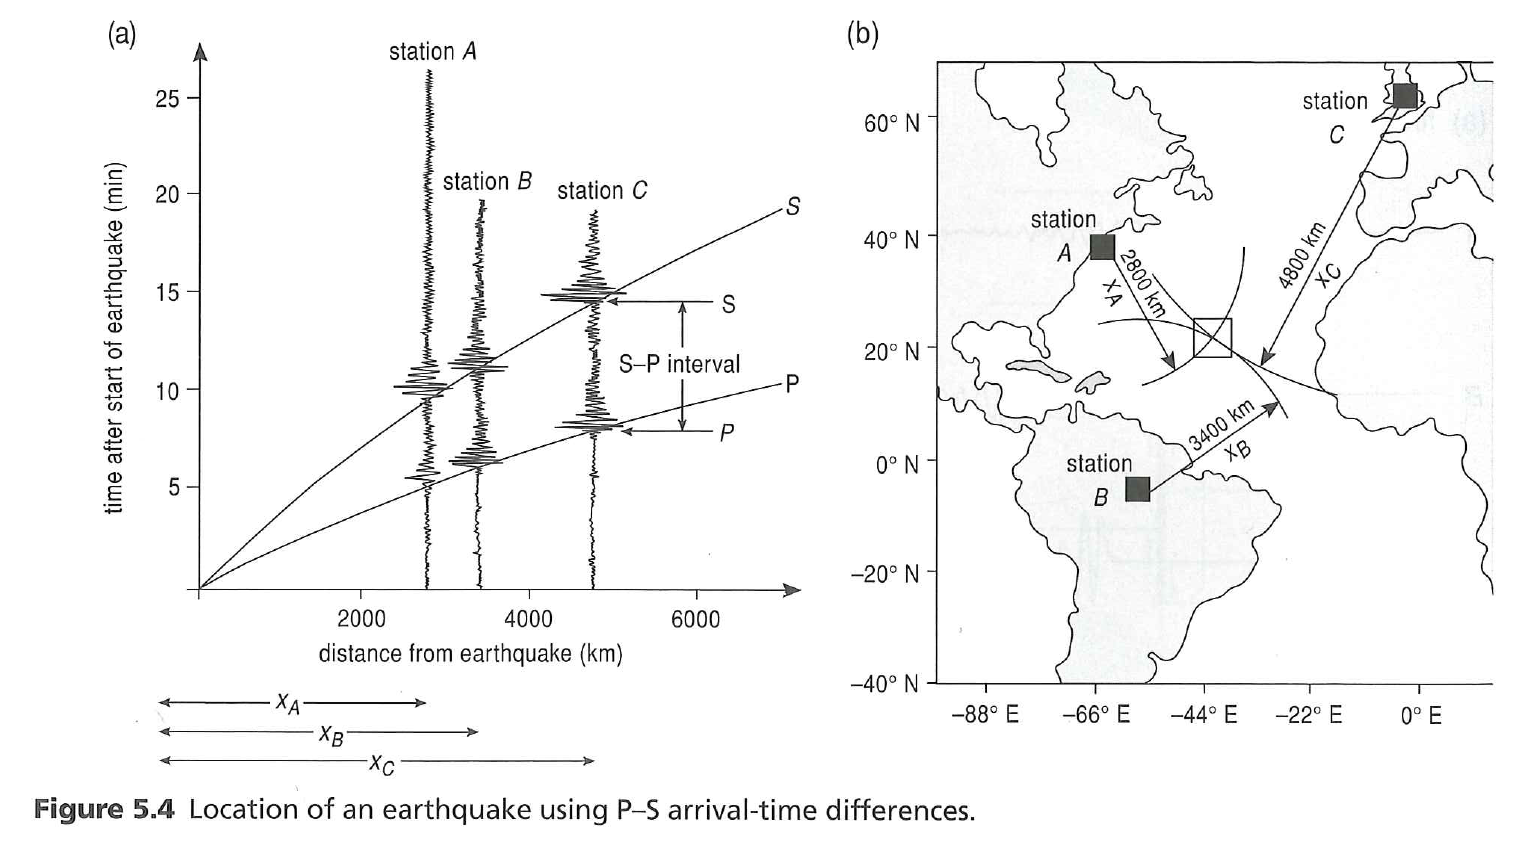 (a)
station A
station B
station C
25
20
15
10
5
time after start of earthquake (min)
S
S
S–P interval
P
P
2000
4000
6000
distance from earthquake (km)
xA
xB
xC
(b)
station
C
60° N
station
A
40° N
2800 km
xA
4800 km
xC
20° N
3400 km
xB
0° N
station
B
–20° N
–40° N
–88° E
–66° E
–44° E
–22° E
0° E
Figure 5.4 Location of an earthquake using P–S arrival-time differences.